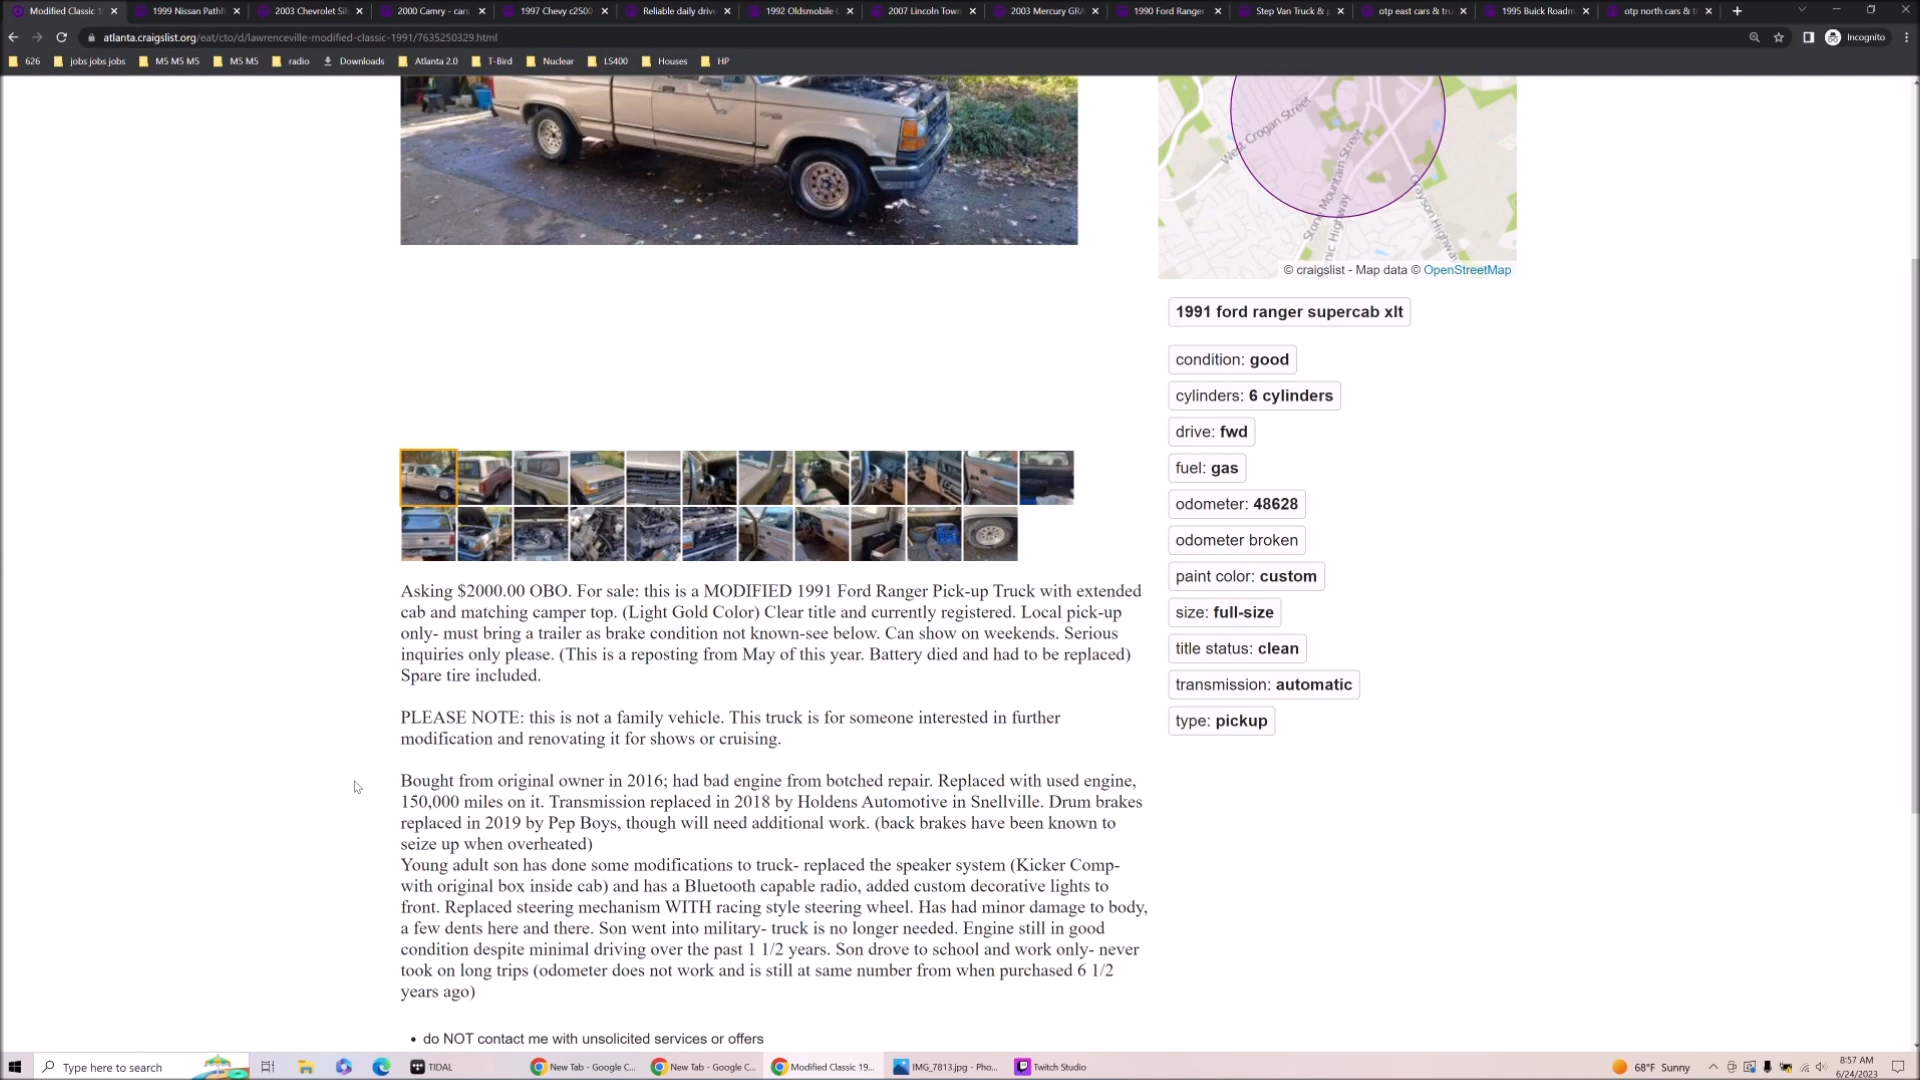 Modified Classic 1
1999 Nissan Pathf
2003 Chevrolet Sil
2000 Camry - cars
1997 Chevy c2500
Reliable daily drive
1992 Oldsmobile C
2007 Lincoln Town
2003 Mercury GRA
1990 Ford Ranger
Step Van Truck &
otp east cars & tru
1995 Buick Roadm
otp north cars & t
atlanta.craigslist.org/eat/cto/d/lawrenceville-modified-classic-1991/7635250329.html
Incognito
626
jobs jobs jobs
M5 M5 M5
M5 M5
radio
Downloads
Atlanta 2.0
T-Bird
Nuclear
LS400
Houses
HP
West Crogan Street
Stone Mountain Street
Grayson Highway
nic Highway
© craigslist - Map data © OpenStreetMap
1991 ford ranger supercab xlt
condition: good
cylinders: 6 cylinders
drive: fwd
fuel: gas
odometer: 48628
odometer broken
paint color: custom
size: full-size
title status: clean
transmission: automatic
type: pickup
Asking $2000.00 OBO. For sale: this is a MODIFIED 1991 Ford Ranger Pick-up Truck with extended
cab and matching camper top. (Light Gold Color) Clear title and currently registered. Local pick-up
only- must bring a trailer as brake condition not known-see below. Can show on weekends. Serious
inquiries only please. (This is a reposting from May of this year. Battery died and had to be replaced)
Spare tire included.
PLEASE NOTE: this is not a family vehicle. This truck is for someone interested in further
modification and renovating it for shows or cruising.
Bought from original owner in 2016; had bad engine from botched repair. Replaced with used engine,
150,000 miles on it. Transmission replaced in 2018 by Holdens Automotive in Snellville. Drum brakes
replaced in 2019 by Pep Boys, though will need additional work. (back brakes have been known to
seize up when overheated)
Young adult son has done some modifications to truck- replaced the speaker system (Kicker Comp-
with original box inside cab) and has a Bluetooth capable radio, added custom decorative lights to
front. Replaced steering mechanism WITH racing style steering wheel. Has had minor damage to body,
a few dents here and there. Son went into military- truck is no longer needed. Engine still in good
condition despite minimal driving over the past 1 1/2 years. Son drove to school and work only- never
took on long trips (odometer does not work and is still at same number from when purchased 6 1/2
years ago)
• do NOT contact me with unsolicited services or offers
Type here to search
TIDAL
New Tab - Google C...
New Tab - Google C...
Modified Classic 19...
IMG_7813.jpg - Pho...
Twitch Studio
68°F Sunny
8:57 AM
6/24/2023